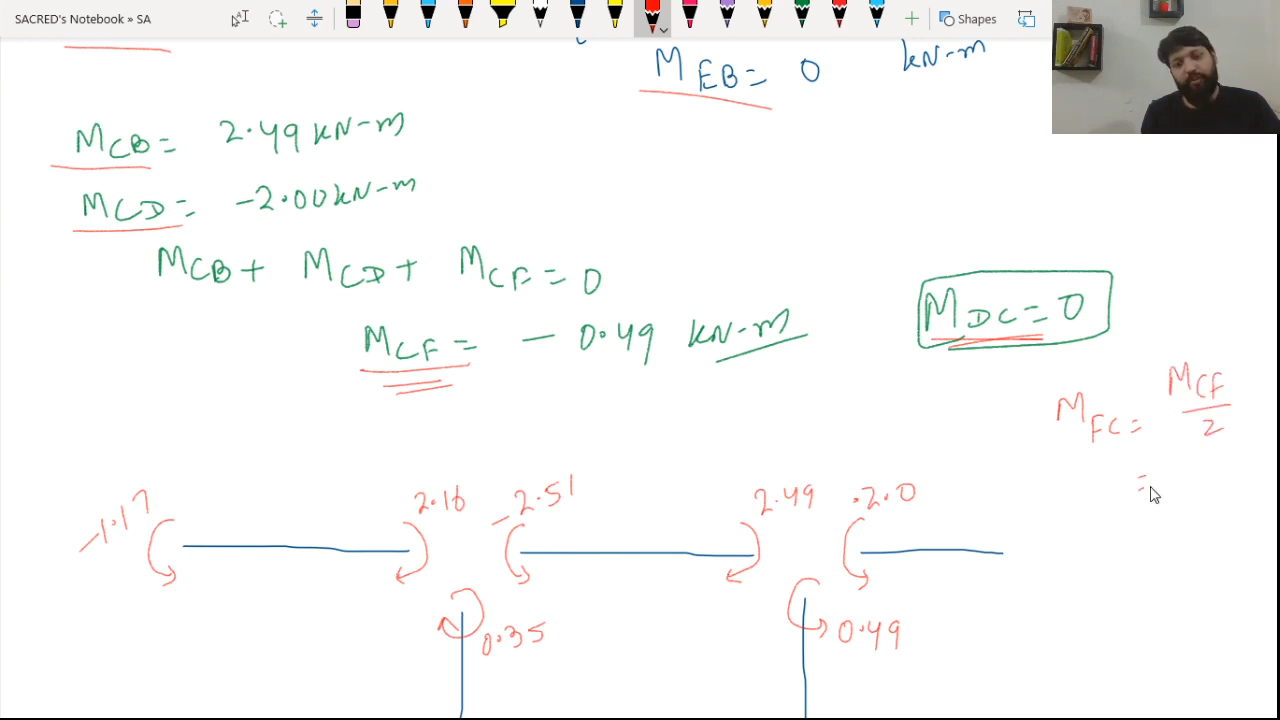 SACRED's Notebook » SA
Shapes
M EB = 0 kN-m
MCB = 2.49 kN-m
MCD = -2.00 kN-m
MCB + MCD + MCF = 0
MDC = 0
MCF = - 0.49 kN-m
MFC = MCF/2
=
-1.17
2.16
-2.51
2.49
.2.0
0.35
0.49